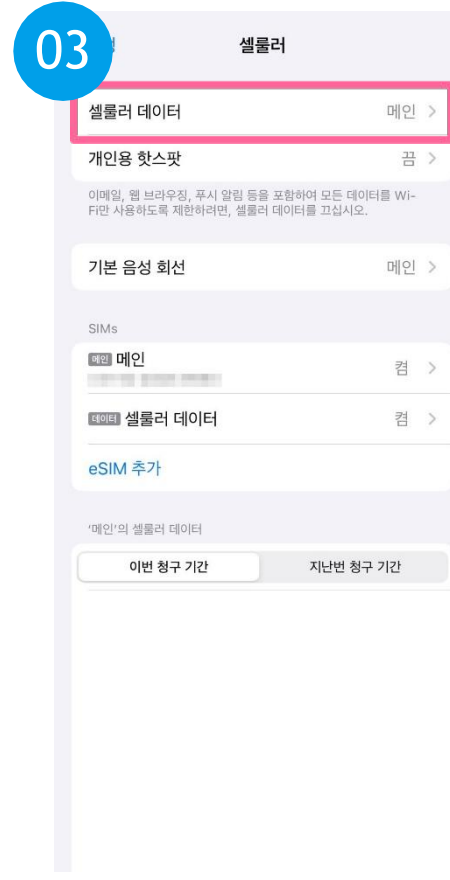 03
셀룰러
셀룰러 데이터 메인 >
개인용 핫스팟 끔 >
이메일, 웹 브라우징, 푸시 알림 등을 포함하여 모든 데이터를 Wi-
Fi만 사용하도록 제한하려면, 셀룰러 데이터를 끄십시오.
기본 음성 회선 메인 >
SIMs
메인 메인
켬 >
데이터 셀룰러 데이터 켬 >
eSIM 추가
'메인'의 셀룰러 데이터
이번 청구 기간 지난번 청구 기간